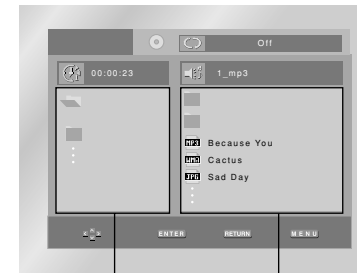 Off
00:00:23
1_mp3
MP3 Because You
WMA Cactus
JPG Sad Day
ENTER RETURN MENU